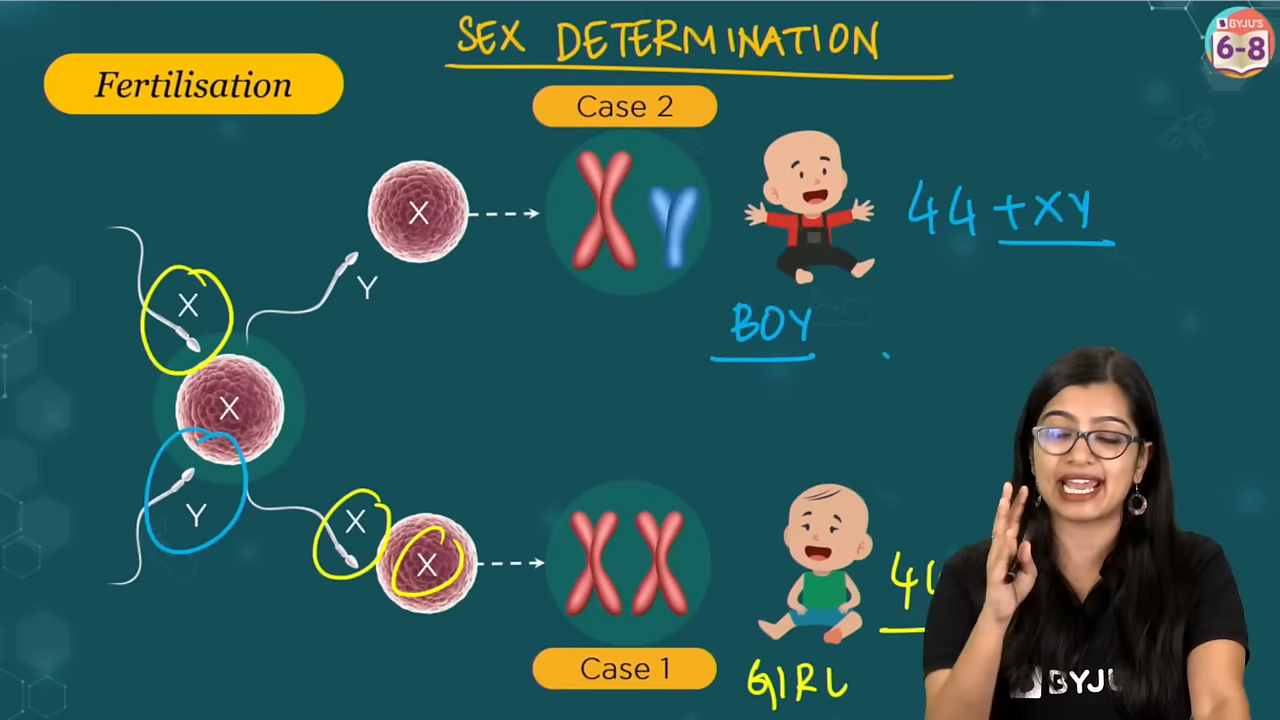 SEX DETERMINATION
BYJU'S
6-8
Fertilisation
Case 2
X
Y
44 + XY
BOY
X
X
Y
X
X
Case 1
GIRL
BYJU